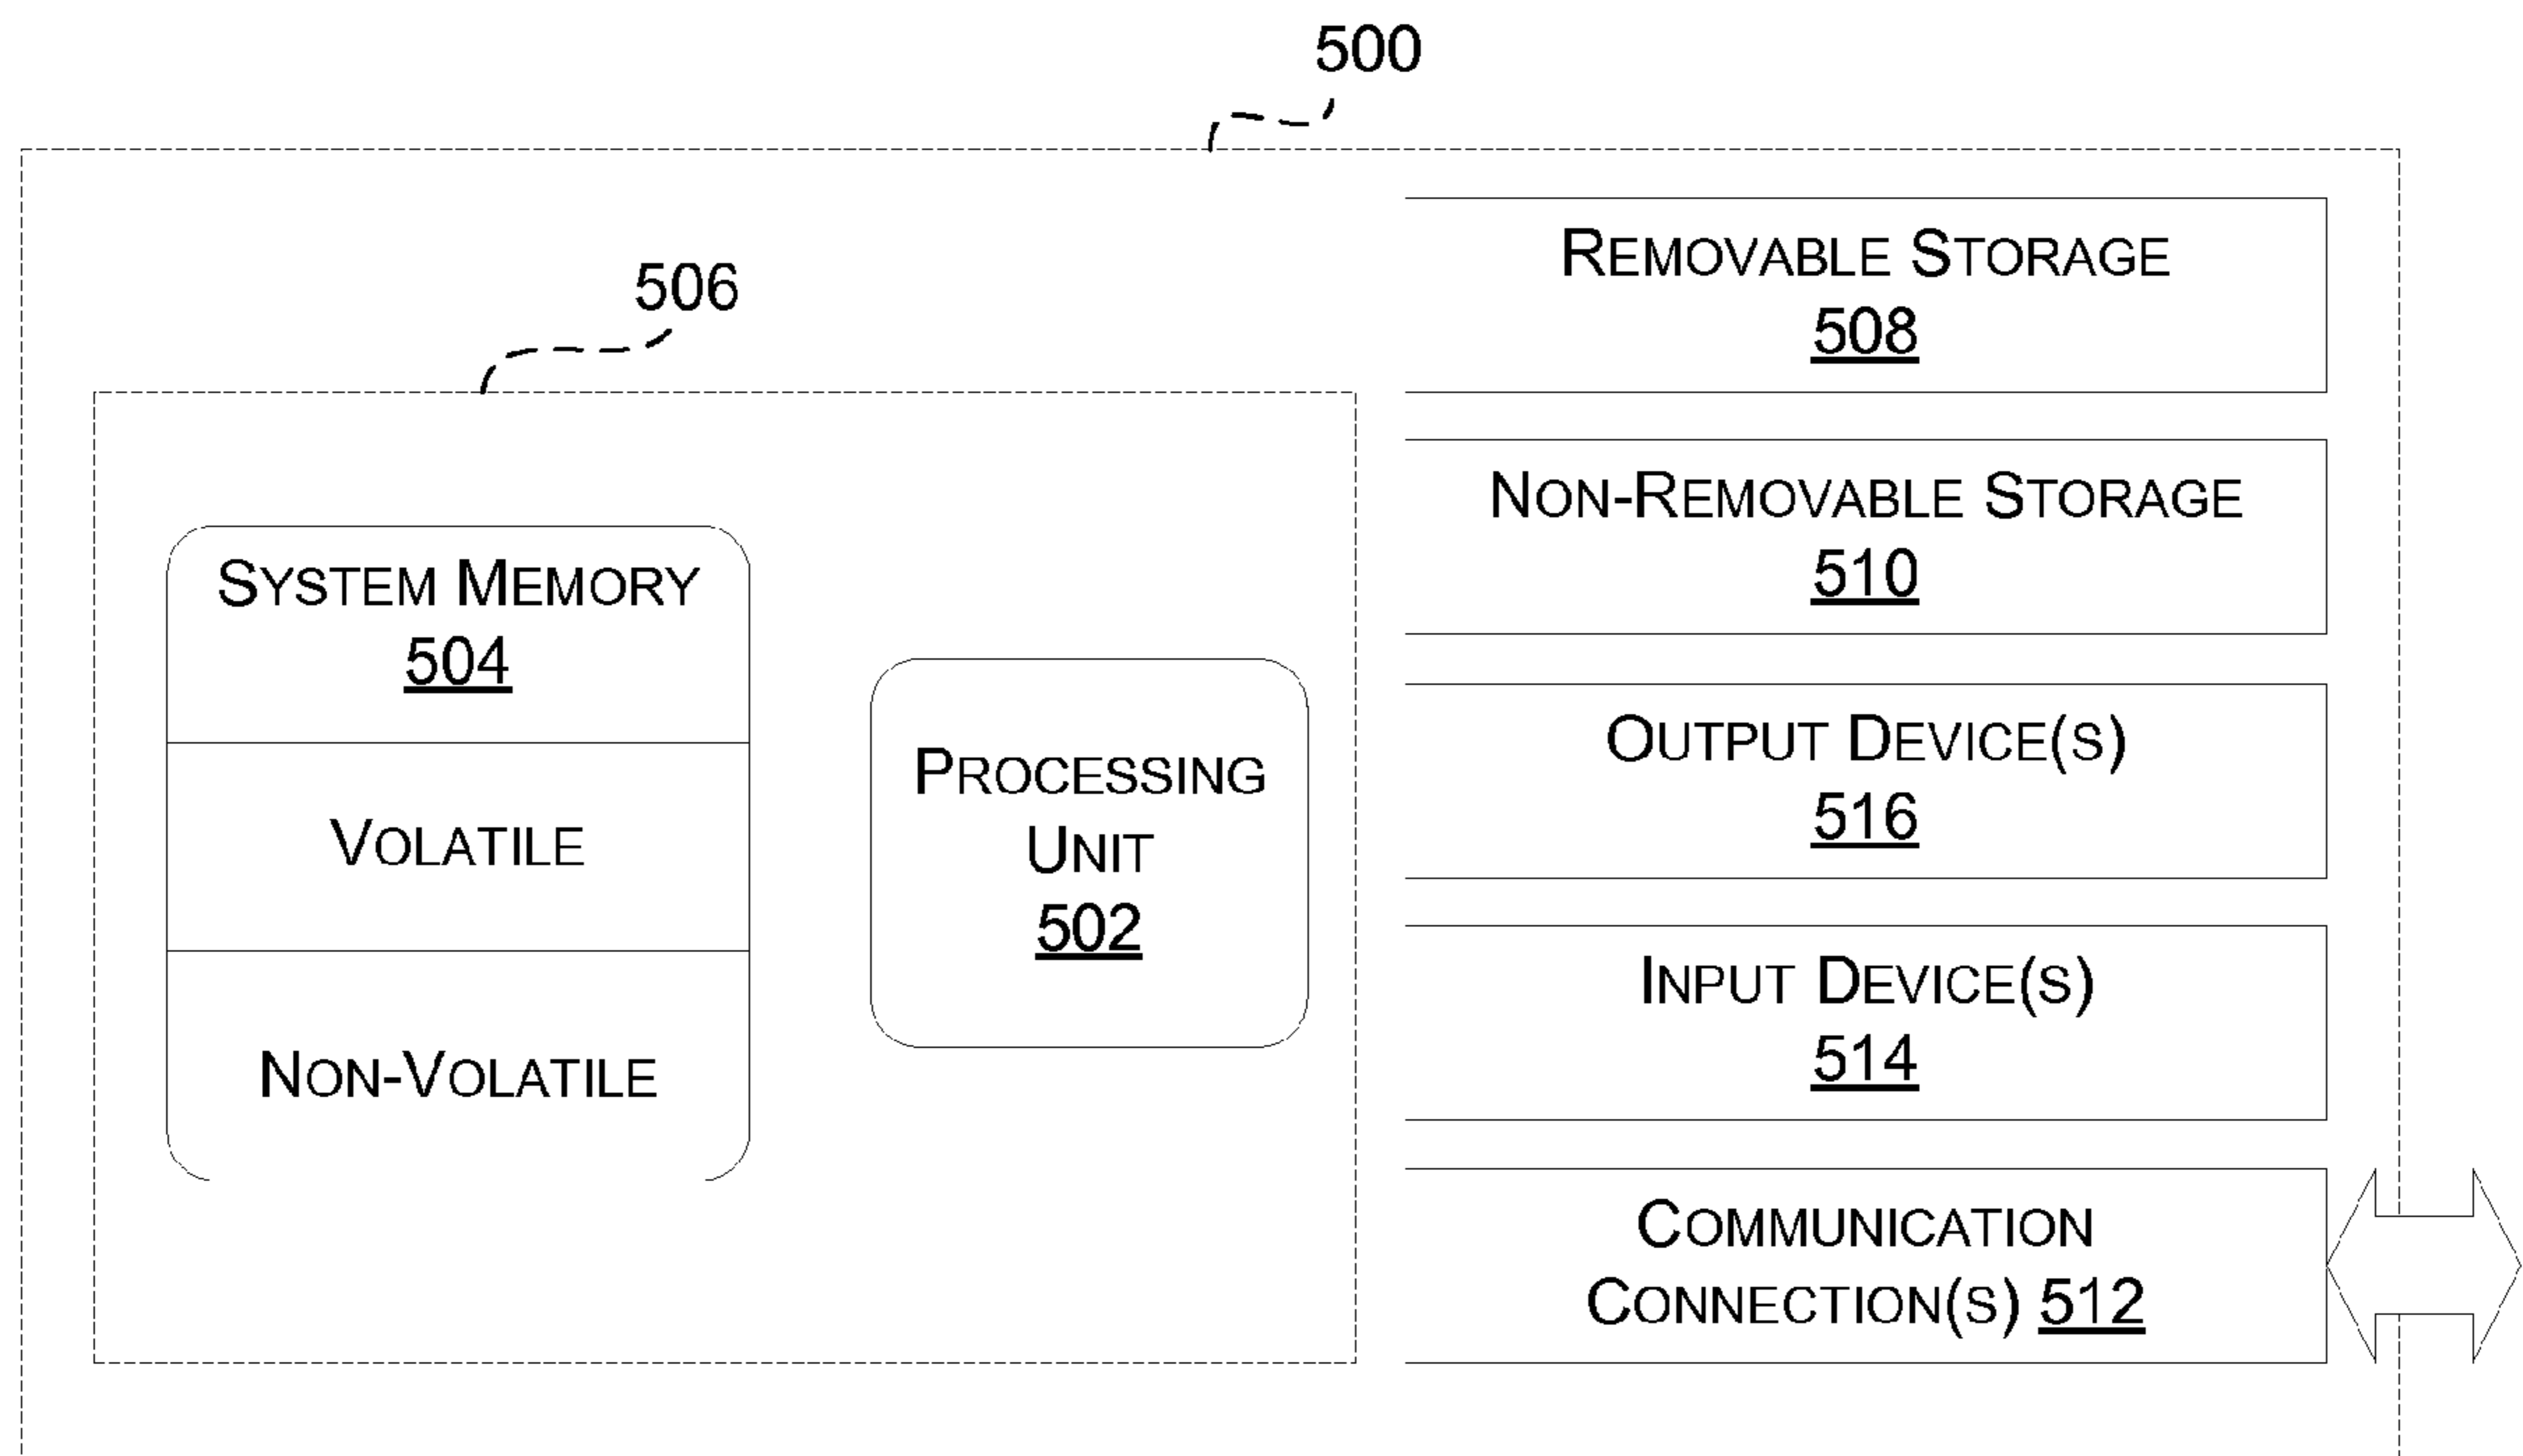 500
506
SYSTEM MEMORY
504
VOLATILE
NON-VOLATILE
PROCESSING
UNIT
502
REMOVABLE STORAGE
508
NON-REMOVABLE STORAGE
510
OUTPUT DEVICE(S)
516
INPUT DEVICE(S)
514
COMMUNICATION
CONNECTION(S) 512